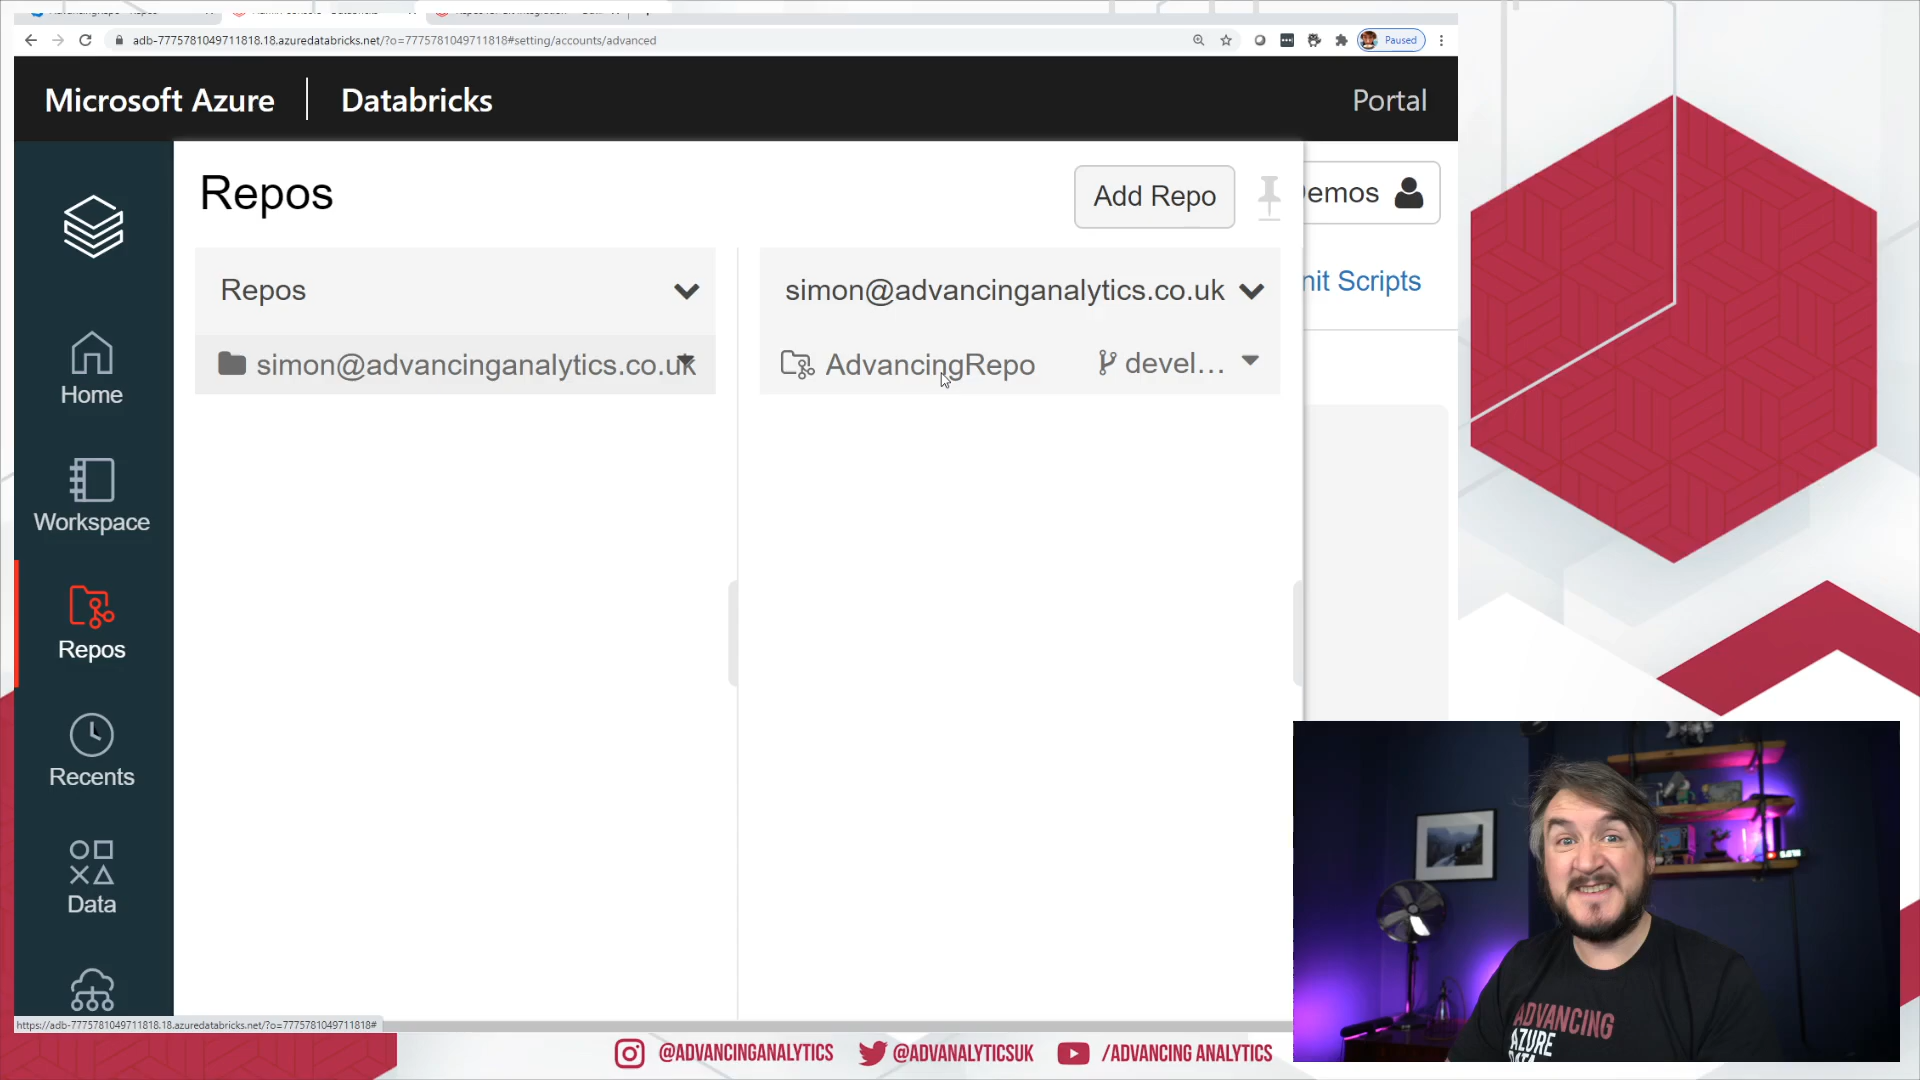 adb-7775781049711818.18.azuredatabricks.net/?o=7775781049711818#setting/accounts/advanced
Paused
Microsoft Azure
Databricks
Portal
Repos
Add Repo
emos
nit Scripts
Repos
simon@advancinganalytics.co.uk
simon@advancinganalytics.co.uk
AdvancingRepo
devel...
Home
Workspace
Repos
Recents
Data
https://adb-7775781049711818.18.azuredatabricks.net/?o=7775781049711818#
ADVANCING
AZURE
@ADVANCINGANALYTICS
@ADVANALYTICSUK
/ADVANCING ANALYTICS